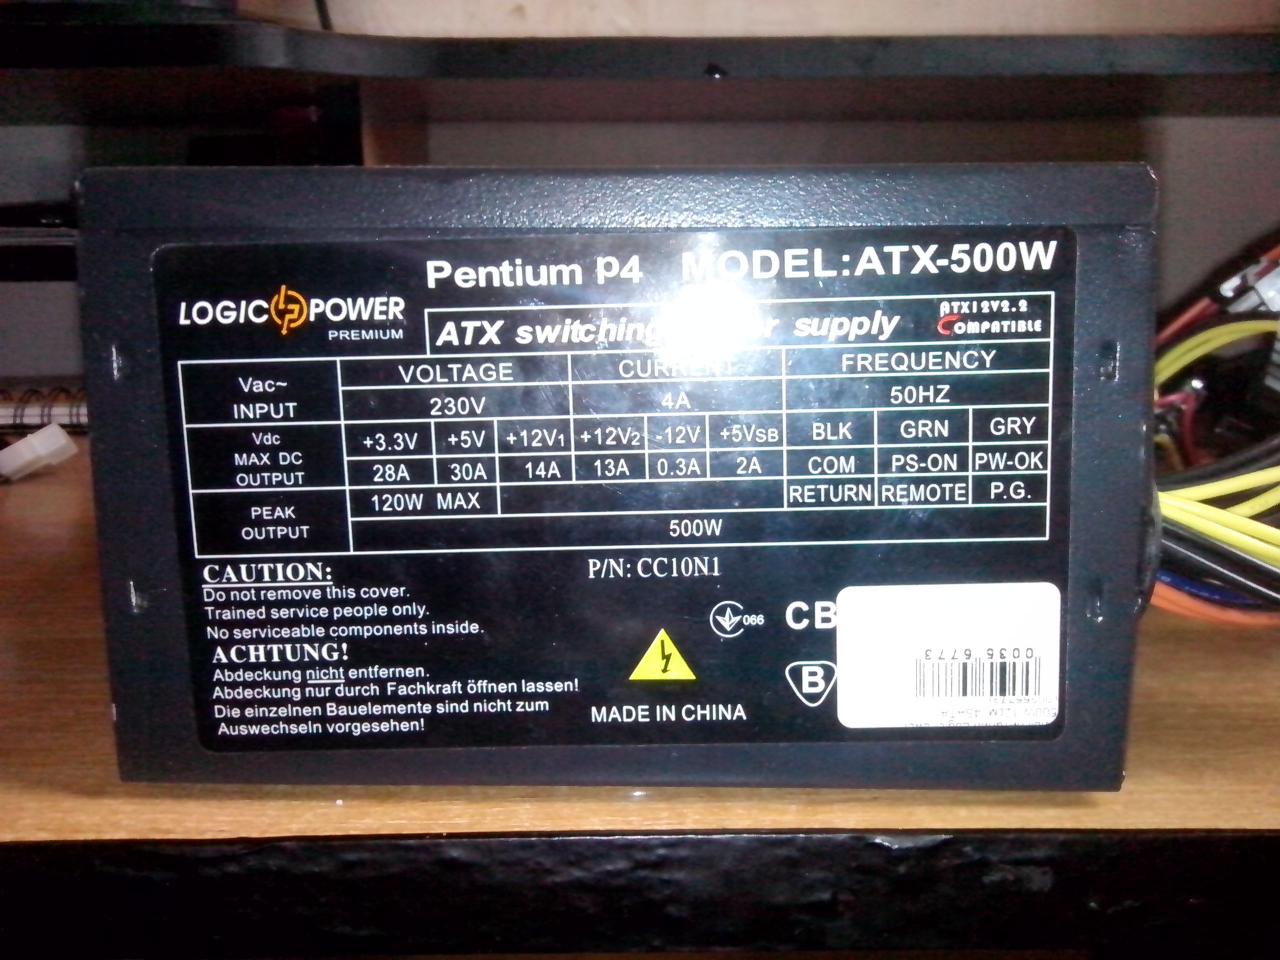 Pentium P4 MODEL:ATX-500W
LOGIC POWER
PREMIUM
ATX switching supply
ATX12V2.2
COMPATIBLE
Vac~
INPUT
VOLTAGE CURRENT FREQUENCY
230V 4A 50HZ
Vdc
MAX DC
OUTPUT
+3.3V +5V +12V1 +12V2 -12V +5VSB BLK GRN GRY
28A 30A 14A 13A 0.3A 2A COM PS-ON PW-OK
PEAK
OUTPUT
120W MAX RETURN REMOTE P.G.
500W
P/N: CC10N1
CAUTION:
Do not remove this cover.
Trained service people only.
No serviceable components inside.
ACHTUNG!
Abdeckung nicht entfernen.
Abdeckung nur durch Fachkraft öffnen lassen!
Die einzelnen Bauelemente sind nicht zum
Auswechseln vorgesehen!
066
CB
B
MADE IN CHINA
0035 6773
500W 12CM 4SATA